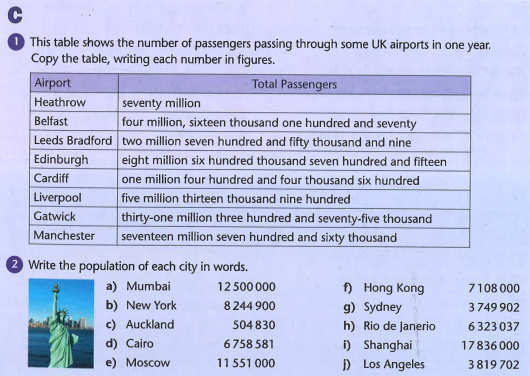 C
1 This table shows the number of passengers passing through some UK airports in one year.
Copy the table, writing each number in figures.
Airport Total Passengers
Heathrow seventy million
Belfast four million, sixteen thousand one hundred and seventy
Leeds Bradford two million seven hundred and fifty thousand and nine
Edinburgh eight million six hundred thousand seven hundred and fifteen
Cardiff one million four hundred and four thousand six hundred
Liverpool five million thirteen thousand nine hundred
Gatwick thirty-one million three hundred and seventy-five thousand
Manchester seventeen million seven hundred and sixty thousand
2 Write the population of each city in words.
a) Mumbai 12 500 000
b) New York 8 244 900
c) Auckland 504 830
d) Cairo 6 758 581
e) Moscow 11 551 000
f) Hong Kong 7 108 000
g) Sydney 3 749 902
h) Rio de Janerio 6 323 037
i) Shanghai 17 836 000
j) Los Angeles 3 819 702